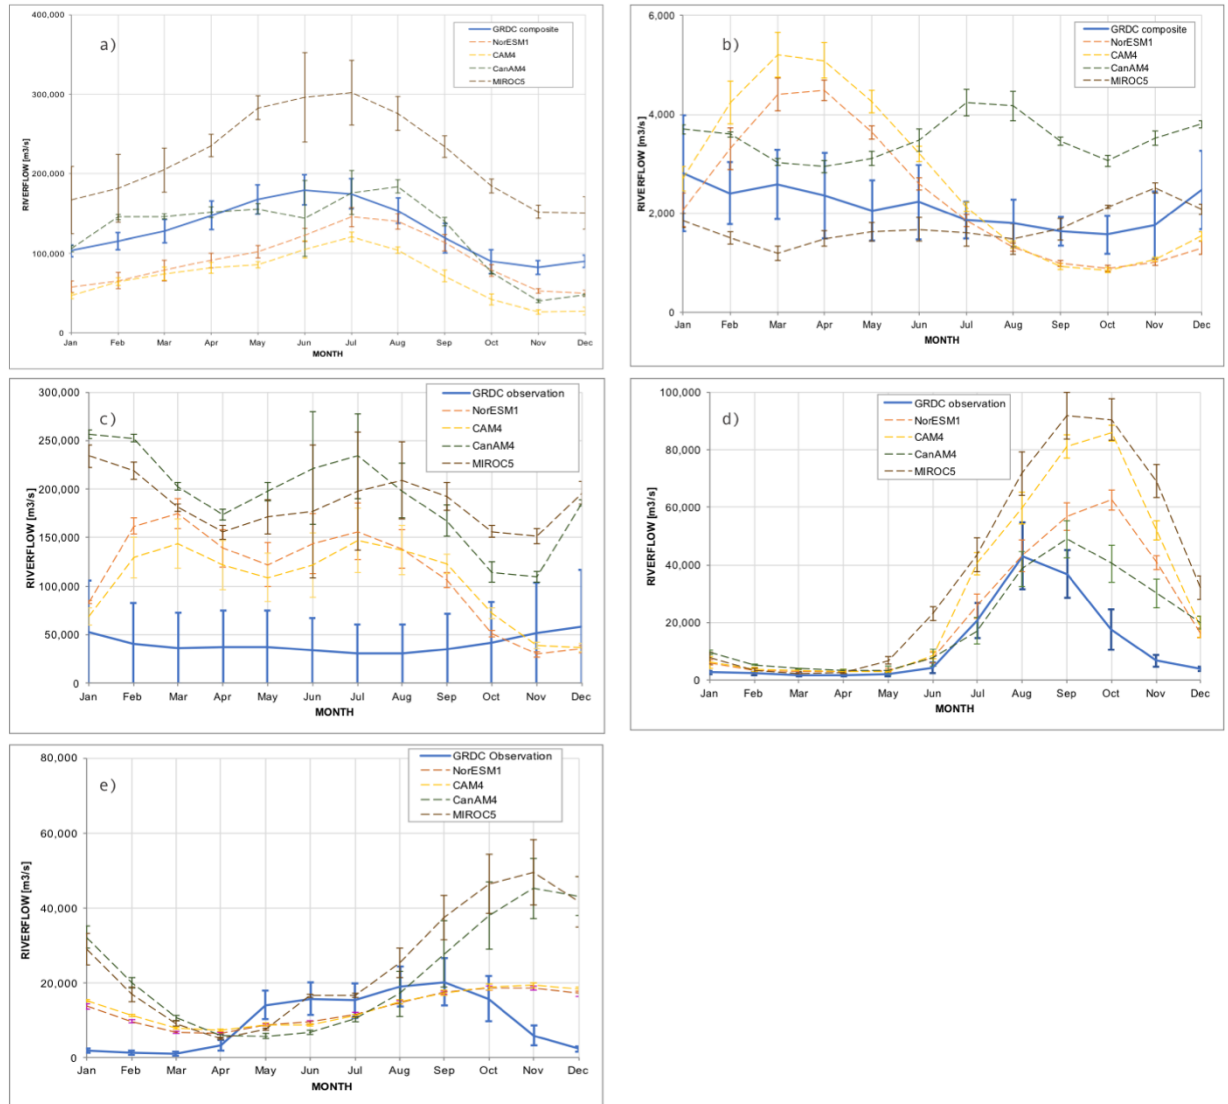 a)
GRDC composite
NorESM1
CAM4
CanAM4
MIROC5
RIVERFLOW [m3/s]
400,000
300,000
200,000
100,000
0
Jan Feb Mar Apr May Jun Jul Aug Sep Oct Nov Dec
MONTH
b)
GRDC composite
NorESM1
CAM4
CanAM4
MIROC5
RIVERFLOW [m3/s]
6,000
4,000
2,000
0
Jan Feb Mar Apr May Jun Jul Aug Sep Oct Nov Dec
MONTH
c)
GRDC observation
NorESM1
CAM4
CanAM4
MIROC5
RIVERFLOW [m3/s]
300,000
250,000
200,000
150,000
100,000
50,000
0
Jan Feb Mar Apr May Jun Jul Aug Sep Oct Nov Dec
MONTH
d)
GRDC observation
NorESM1
CAM4
CanAM4
MIROC5
RIVERFLOW [m3/s]
100,000
80,000
60,000
40,000
20,000
0
Jan Feb Mar Apr May Jun Jul Aug Sep Oct Nov Dec
MONTH
e)
GRDC Observation
NorESM1
CAM4
CanAM4
MIROC5
RIVERFLOW [m3/s]
80,000
60,000
40,000
20,000
0
Jan Feb Mar Apr May Jun Jul Aug Sep Oct Nov Dec
MONTH